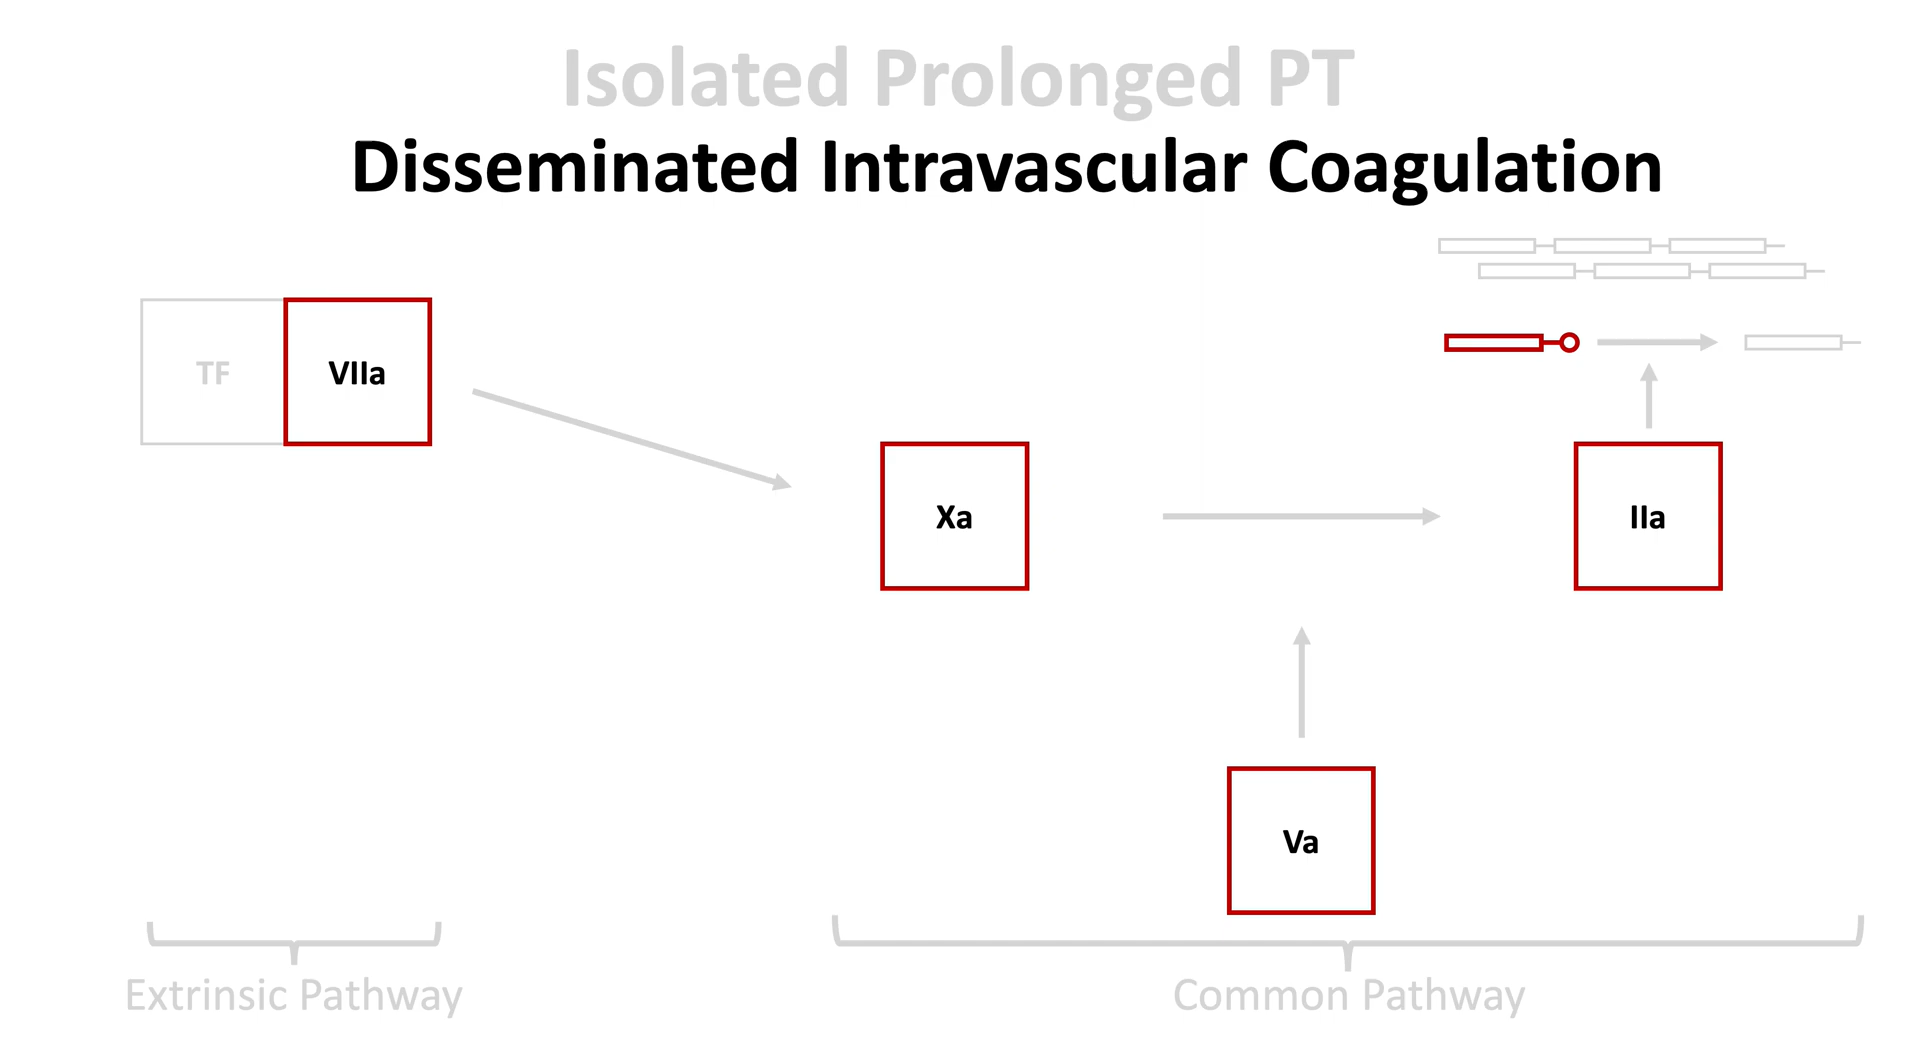 Isolated Prolonged PT
Disseminated Intravascular Coagulation
TF
VIIa
Xa
IIa
Va
Extrinsic Pathway
Common Pathway